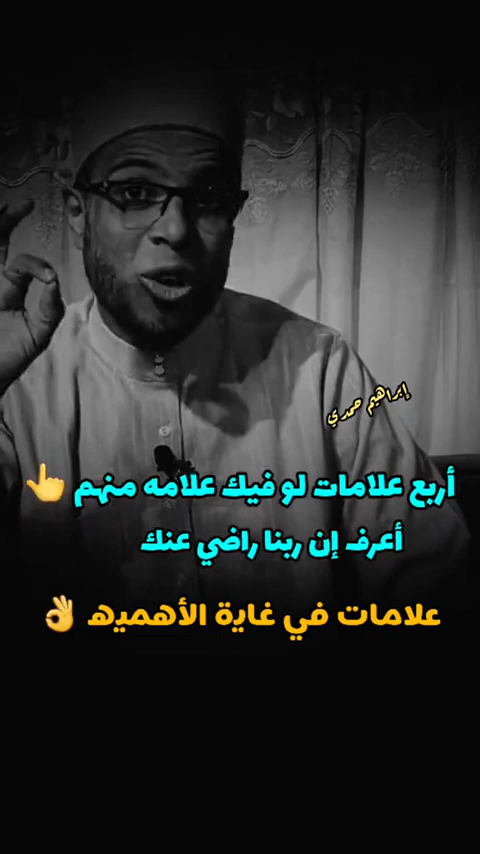 إبراهيم حمدي
أربع علامات لو فيك علامه منهم 👆
أعرف إن ربنا راضي عنك
علامات في غاية الأهميه 👌